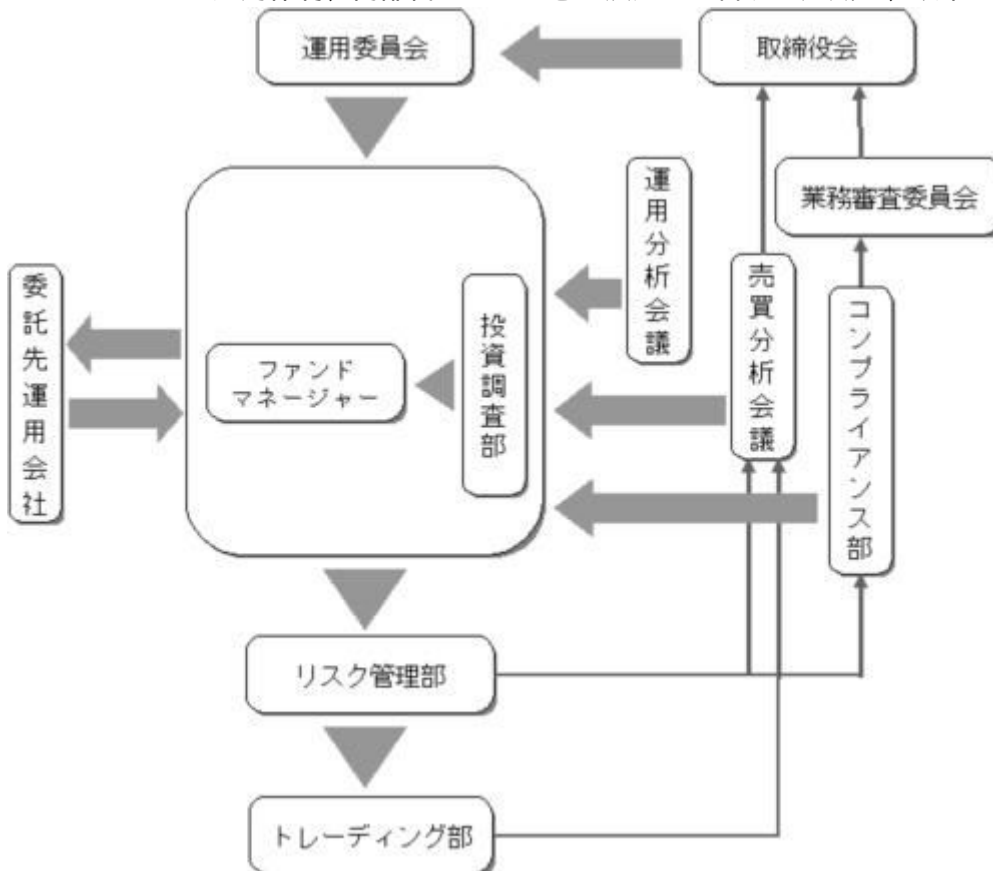 運用委員会
取締役会
業務審査委員会
運用分析会議
売買分析会議
コンプライアンス部
委託先運用会社
ファンド
マネージャー
投資調査部
リスク管理部
トレーディング部